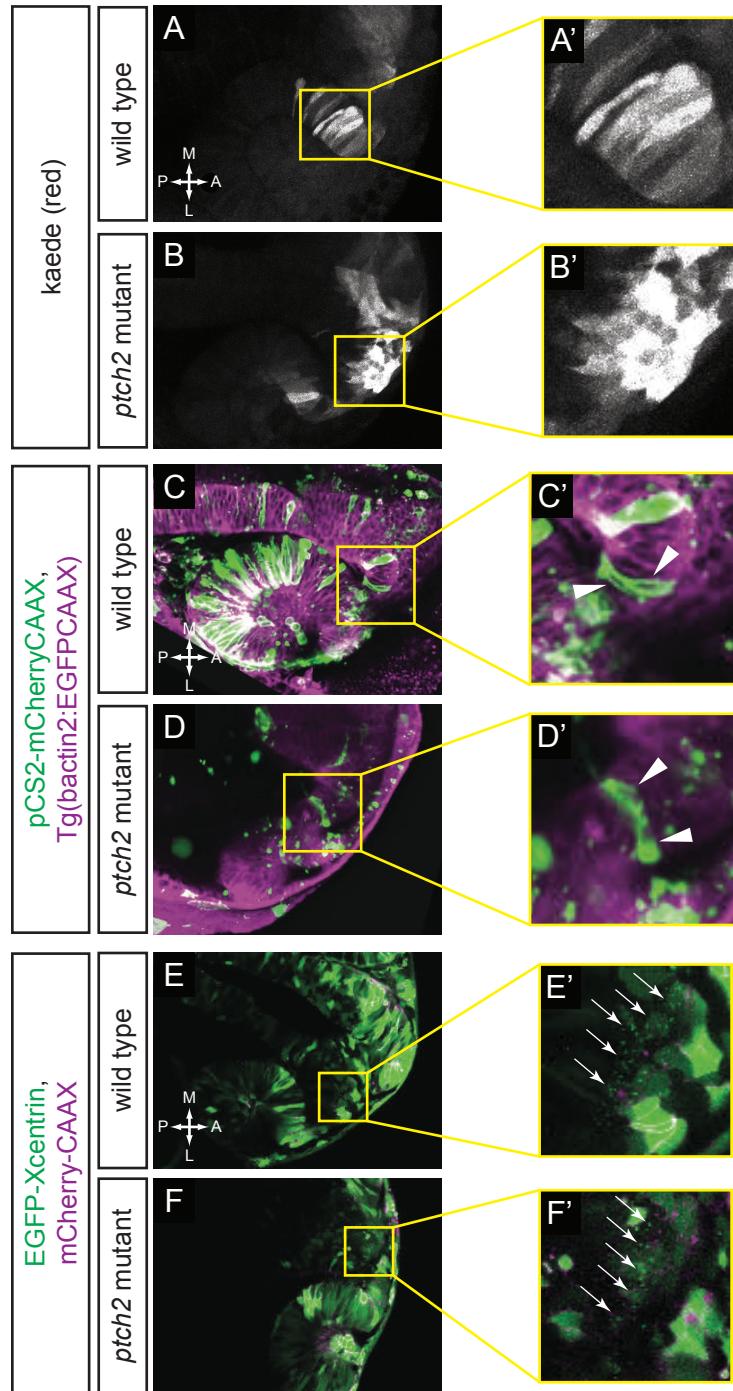 kaede (red)
wild type
A
M
P A
L
A’
ptch2 mutant
B
B’
pCS2-mCherryCAAX,
Tg(bactin2:EGFPCAAX)
wild type
C
M
P A
L
C’
ptch2 mutant
D
D’
EGFP-Xcentrin,
mCherry-CAAX
wild type
E
M
P A
L
E’
ptch2 mutant
F
F’